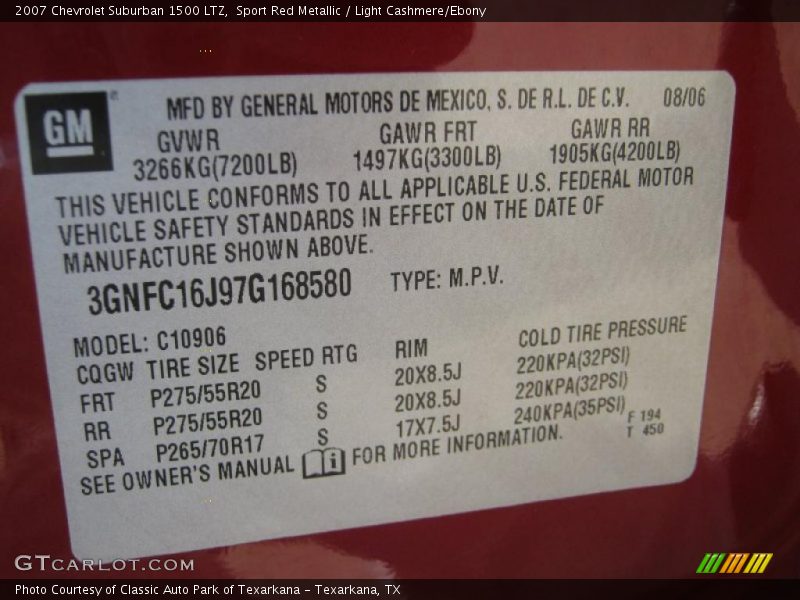 2007 Chevrolet Suburban 1500 LTZ,  Sport Red Metallic / Light Cashmere/Ebony
GM
®
MFD BY GENERAL MOTORS DE MEXICO, S. DE R.L. DE C.V. 08/06
GVWR GAWR FRT GAWR RR
3266KG(7200LB) 1497KG(3300LB) 1905KG(4200LB)
THIS VEHICLE CONFORMS TO ALL APPLICABLE U.S. FEDERAL MOTOR
VEHICLE SAFETY STANDARDS IN EFFECT ON THE DATE OF
MANUFACTURE SHOWN ABOVE.
3GNFC16J97G168580 TYPE: M.P.V.
MODEL: C10906
CQGW TIRE SIZE SPEED RTG RIM COLD TIRE PRESSURE
FRT P275/55R20 S 20X8.5J 220KPA(32PSI)
RR P275/55R20 S 20X8.5J 220KPA(32PSI)
SPA P265/70R17 S 17X7.5J 240KPA(35PSI)
F 194
T 450
SEE OWNER'S MANUAL i FOR MORE INFORMATION.
GTCARLOT.COM
Photo Courtesy of Classic Auto Park of Texarkana - Texarkana, TX